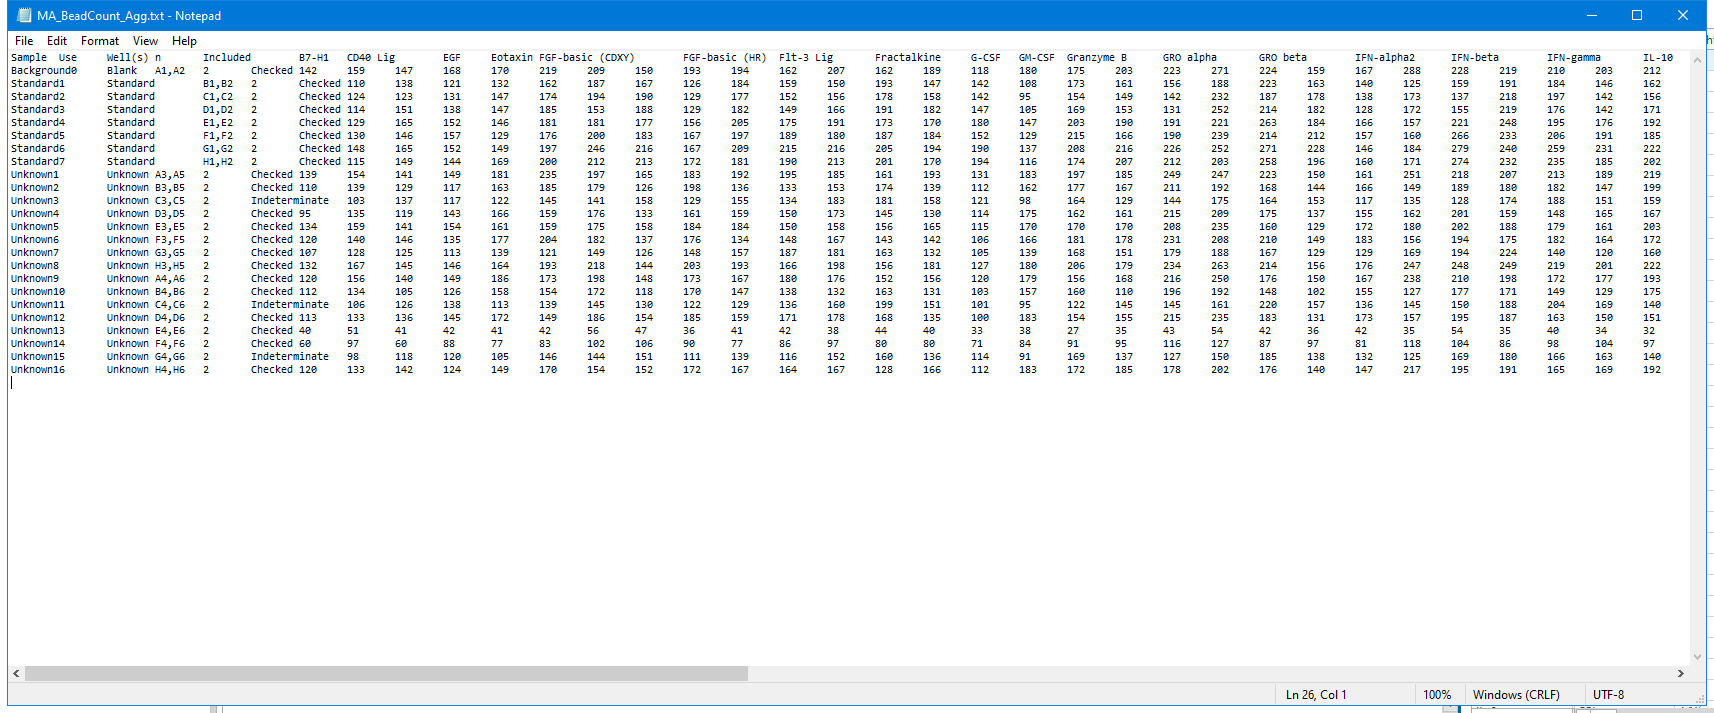 MA_BeadCount_Agg.txt - Notepad
File Edit Format View Help
Sample Use Well(s) n Included B7-H1 CD40 Lig EGF Eotaxin FGF-basic (CDXY) FGF-basic (HR) Flt-3 Lig Fractalkine G-CSF GM-CSF Granzyme B GRO alpha GRO beta IFN-alpha2 IFN-beta IFN-gamma IL-10
Background0 Blank A1,A2 2 Checked 142 159 147 168 170 219 209 150 193 194 162 207 162 189 118 180 175 203 223 271 224 159 167 288 228 219 210 203 212
Standard1 Standard B1,B2 2 Checked 110 138 121 132 162 187 167 126 184 159 150 193 147 142 108 173 161 156 188 223 163 140 125 159 191 184 146 162
Standard2 Standard C1,C2 2 Checked 124 123 131 147 174 194 190 129 177 152 156 178 158 142 95 154 149 142 232 187 178 138 173 137 218 197 142 156
Standard3 Standard D1,D2 2 Checked 114 151 138 147 185 153 188 129 182 149 166 191 182 147 105 169 153 131 252 214 182 128 172 155 219 176 142 171
Standard4 Standard E1,E2 2 Checked 129 165 152 146 181 181 177 156 205 175 191 173 170 180 147 203 190 191 221 263 184 166 157 221 248 195 176 192
Standard5 Standard F1,F2 2 Checked 130 146 157 129 176 200 183 167 197 189 180 187 184 152 129 215 166 190 239 214 212 157 160 266 233 206 191 185
Standard6 Standard G1,G2 2 Checked 148 165 152 149 197 246 216 167 209 215 216 205 194 190 137 208 216 226 252 271 228 146 184 279 240 259 231 222
Standard7 Standard H1,H2 2 Checked 115 149 144 169 200 212 213 172 181 190 213 201 170 194 116 174 207 212 203 258 196 160 171 274 232 235 185 202
Unknown1 Unknown A3,A5 2 Checked 139 154 141 149 181 235 197 165 183 192 195 185 161 193 131 183 197 185 249 247 223 150 161 251 218 207 213 189 219
Unknown2 Unknown B3,B5 2 Checked 110 139 129 117 163 185 179 126 198 136 133 153 174 139 112 162 177 167 211 192 168 144 166 149 189 180 182 147 199
Unknown3 Unknown C3,C5 2 Indeterminate 103 137 117 122 145 141 158 129 155 134 183 181 158 121 98 164 129 144 175 164 153 117 135 128 174 188 151 159
Unknown4 Unknown D3,D5 2 Checked 95 135 119 143 166 159 176 133 161 159 150 173 145 130 114 175 162 161 215 209 175 137 155 162 201 159 148 165 167
Unknown5 Unknown E3,E5 2 Checked 134 159 141 154 161 159 175 158 184 184 150 158 156 165 115 170 170 170 208 235 160 129 172 180 202 188 179 161 203
Unknown6 Unknown F3,F5 2 Checked 120 140 146 135 177 204 182 137 176 134 148 167 143 142 106 166 181 178 231 208 210 149 183 156 194 175 182 164 172
Unknown7 Unknown G3,G5 2 Checked 107 128 125 113 139 121 149 126 148 157 187 181 163 132 105 139 168 151 179 188 167 129 129 169 194 224 140 120 160
Unknown8 Unknown H3,H5 2 Checked 132 167 145 146 164 193 218 144 203 193 166 198 156 181 127 180 206 179 234 263 214 156 176 247 248 249 219 201 222
Unknown9 Unknown A4,A6 2 Checked 120 156 140 149 186 173 198 148 173 167 180 176 152 156 120 179 156 168 216 250 176 150 167 238 210 198 172 177 193
Unknown10 Unknown B4,B6 2 Checked 112 134 105 126 158 154 172 118 170 147 138 132 163 131 103 157 160 110 196 192 148 102 155 127 177 171 149 129 175
Unknown11 Unknown C4,C6 2 Indeterminate 106 126 138 113 139 145 130 122 129 136 160 199 151 101 95 122 145 145 161 220 157 136 145 150 188 204 169 140
Unknown12 Unknown D4,D6 2 Checked 113 133 136 145 172 149 186 154 185 159 171 178 168 135 100 183 154 155 215 235 183 131 173 157 195 187 163 150 151
Unknown13 Unknown E4,E6 2 Checked 40 51 41 42 41 42 56 47 36 41 42 38 44 40 33 38 27 35 43 54 42 36 42 35 54 35 40 34 32
Unknown14 Unknown F4,F6 2 Checked 60 97 60 88 77 83 102 106 90 77 86 97 80 80 71 84 91 95 116 127 87 97 81 118 104 86 98 104 97
Unknown15 Unknown G4,G6 2 Indeterminate 98 118 120 105 146 144 151 111 139 116 152 160 136 114 91 169 137 127 150 185 138 132 125 169 180 166 163 140
Unknown16 Unknown H4,H6 2 Checked 120 133 142 124 149 170 154 152 172 167 164 167 128 166 112 183 172 185 178 202 176 140 147 217 195 191 165 169 192
Ln 26, Col 1 100% Windows (CRLF) UTF-8